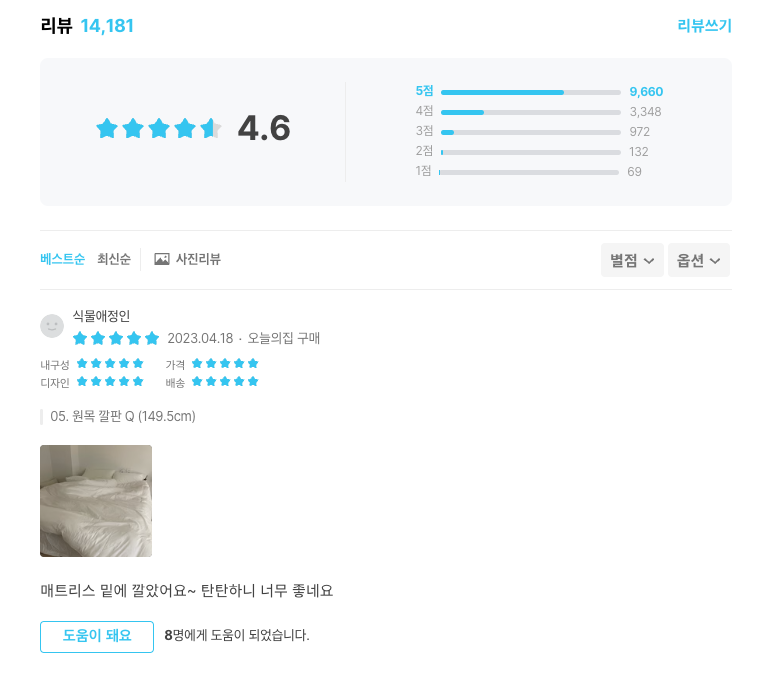 리뷰 14,181 리뷰쓰기
4.6
5점 9,660
4점 3,348
3점 972
2점 132
1점 69
베스트순 최신순 사진리뷰 별점 옵션
식물애정인
2023.04.18 · 오늘의집 구매
내구성 가격
디자인 배송
05. 원목 깔판 Q (149.5cm)
매트리스 밑에 깔았어요~ 탄탄하니 너무 좋네요
도움이 돼요 8명에게 도움이 되었습니다.